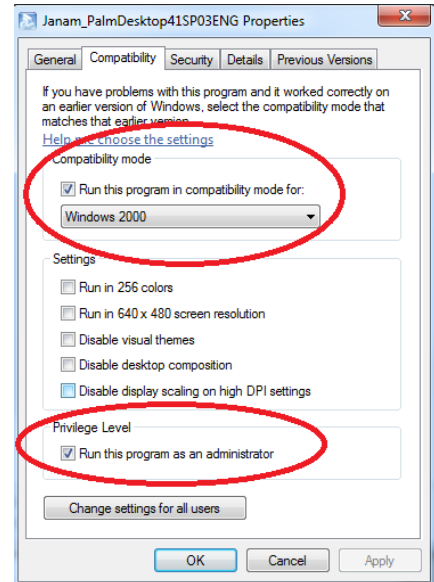 Janam_PalmDesktop41SP03ENG Properties
General Compatibility Security Details Previous Versions
If you have problems with this program and it worked correctly on
an earlier version of Windows, select the compatibility mode that
matches that earlier version.
Help me choose the settings
Compatibility mode
Run this program in compatibility mode for:
Windows 2000
Settings
Run in 256 colors
Run in 640 x 480 screen resolution
Disable visual themes
Disable desktop composition
Disable display scaling on high DPI settings
Privilege Level
Run this program as an administrator
Change settings for all users
OK Cancel Apply